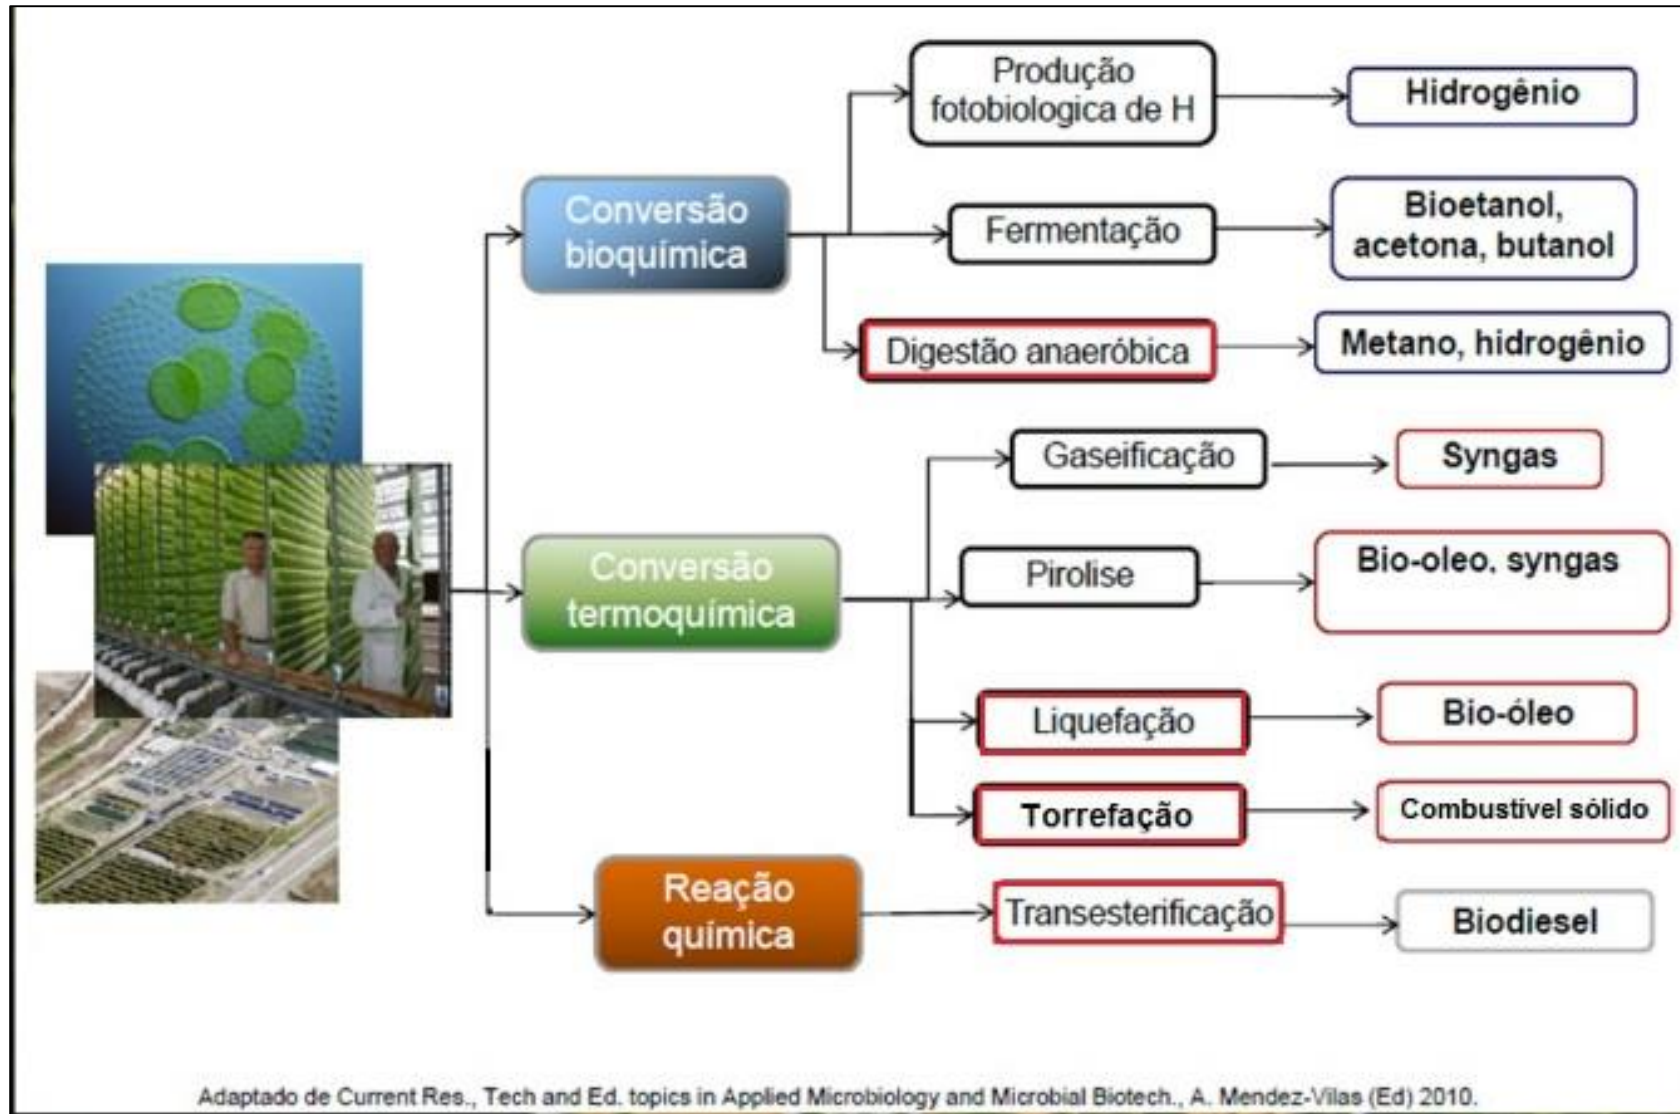 Produção
fotobiologica de H
Hidrogênio
Conversão
bioquímica
Fermentação
Bioetanol,
acetona, butanol
Digestão anaeróbica
Metano, hidrogênio
Gaseificação
Syngas
Conversão
termoquímica
Pirolise
Bio-oleo, syngas
Liquefação
Bio-óleo
Torrefação
Combustível sólido
Reação
química
Transesterificação
Biodiesel
Adaptado de Current Res., Tech and Ed. topics in Applied Microbiology and Microbial Biotech., A. Mendez-Vilas (Ed) 2010.